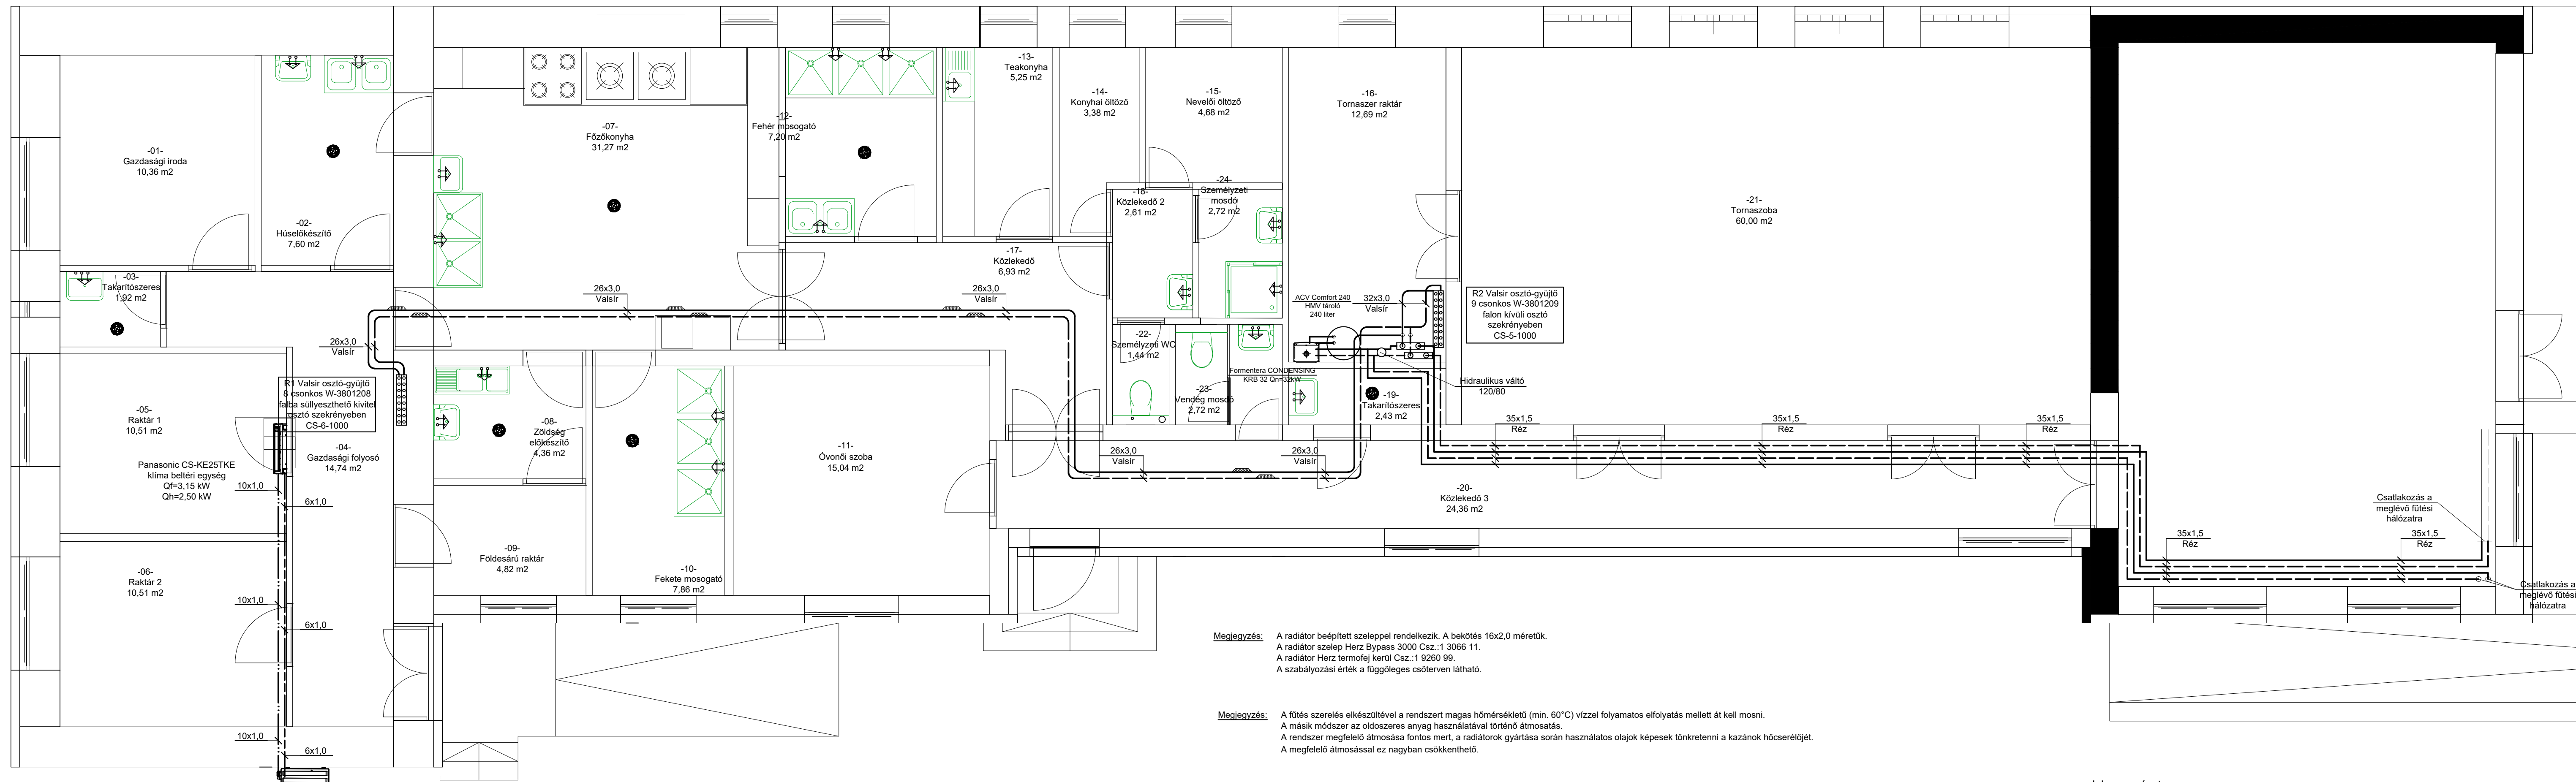 -01-
Gazdasági iroda
10,36 m2
-02-
Húselőkészítő
7,60 m2
-03-
Takarítószeres
1,92 m2
26x3,0
Valsír
R1 Valsir osztó-gyüjtő
8 csonkos W-3801208
falba süllyeszthető kivitel
osztó szekrényeben
CS-6-1000
-05-
Raktár 1
10,51 m2
-04-
Gazdasági folyosó
14,74 m2
Panasonic CS-KE25TKE
klíma beltéri egység
Qf=3,15 kW
Qh=2,50 kW
10x1,0
6x1,0
-06-
Raktár 2
10,51 m2
10x1,0
6x1,0
10x1,0
6x1,0
-07-
Főzőkonyha
31,27 m2
26x3,0
Valsír
-08-
Zöldség
előkészítő
4,36 m2
-09-
Földesárú raktár
4,82 m2
-10-
Fekete mosogató
7,86 m2
-11-
Óvonői szoba
15,04 m2
-12-
Fehér mosogató
7,20 m2
-13-
Teakonyha
5,25 m2
-14-
Konyhai öltöző
3,38 m2
-15-
Nevelői öltöző
4,68 m2
-16-
Tornaszer raktár
12,69 m2
-17-
Közlekedő
6,93 m2
26x3,0
Valsír
-18-
Közlekedő 2
2,61 m2
-24-
Személyzeti
mosdó
2,72 m2
-22-
Személyzeti WC
1,44 m2
-23-
Vendég mosdó
2,72 m2
ACV Comfort 240
HMV tároló
240 liter
32x3,0
Valsír
Formentera CONDENSING
KRB 32 Qn=32kW
R2 Valsir osztó-gyüjtő
9 csonkos W-3801209
falon kívüli osztó
szekrényeben
CS-5-1000
Hidraulikus váltó
120/80
-19-
Takarítószeres
2,43 m2
26x3,0
Valsír
26x3,0
Valsír
-20-
Közlekedő 3
24,36 m2
-21-
Tornaszoba
60,00 m2
35x1,5
Réz
35x1,5
Réz
35x1,5
Réz
35x1,5
Réz
35x1,5
Réz
Csatlakozás a
meglévő fűtési
hálózatra
Csatlakozás a
meglévő fűtési
hálózatra
Megjegyzés: A radiátor beépített szeleppel rendelkezik. A bekötés 16x2,0 méretűk.
A radiátor szelep Herz Bypass 3000 Csz.:1 3066 11.
A radiátor Herz termofej kerül Csz.:1 9260 99.
A szabályozási érték a függőleges csőterven látható.
Megjegyzés: A fűtés szerelés elkészültével a rendszert magas hőmérsékletű (min. 60°C) vízzel folyamatos elfolyatás mellett át kell mosni.
A másik módszer az oldoszeres anyag használatával történő átmosatás.
A rendszer megfelelő átmosása fontos mert, a radiátorok gyártása során használatos olajok képesek tönkretenni a kazánok hőcserélőjét.
A megfelelő átmosással ez nagyban csökkenthető.